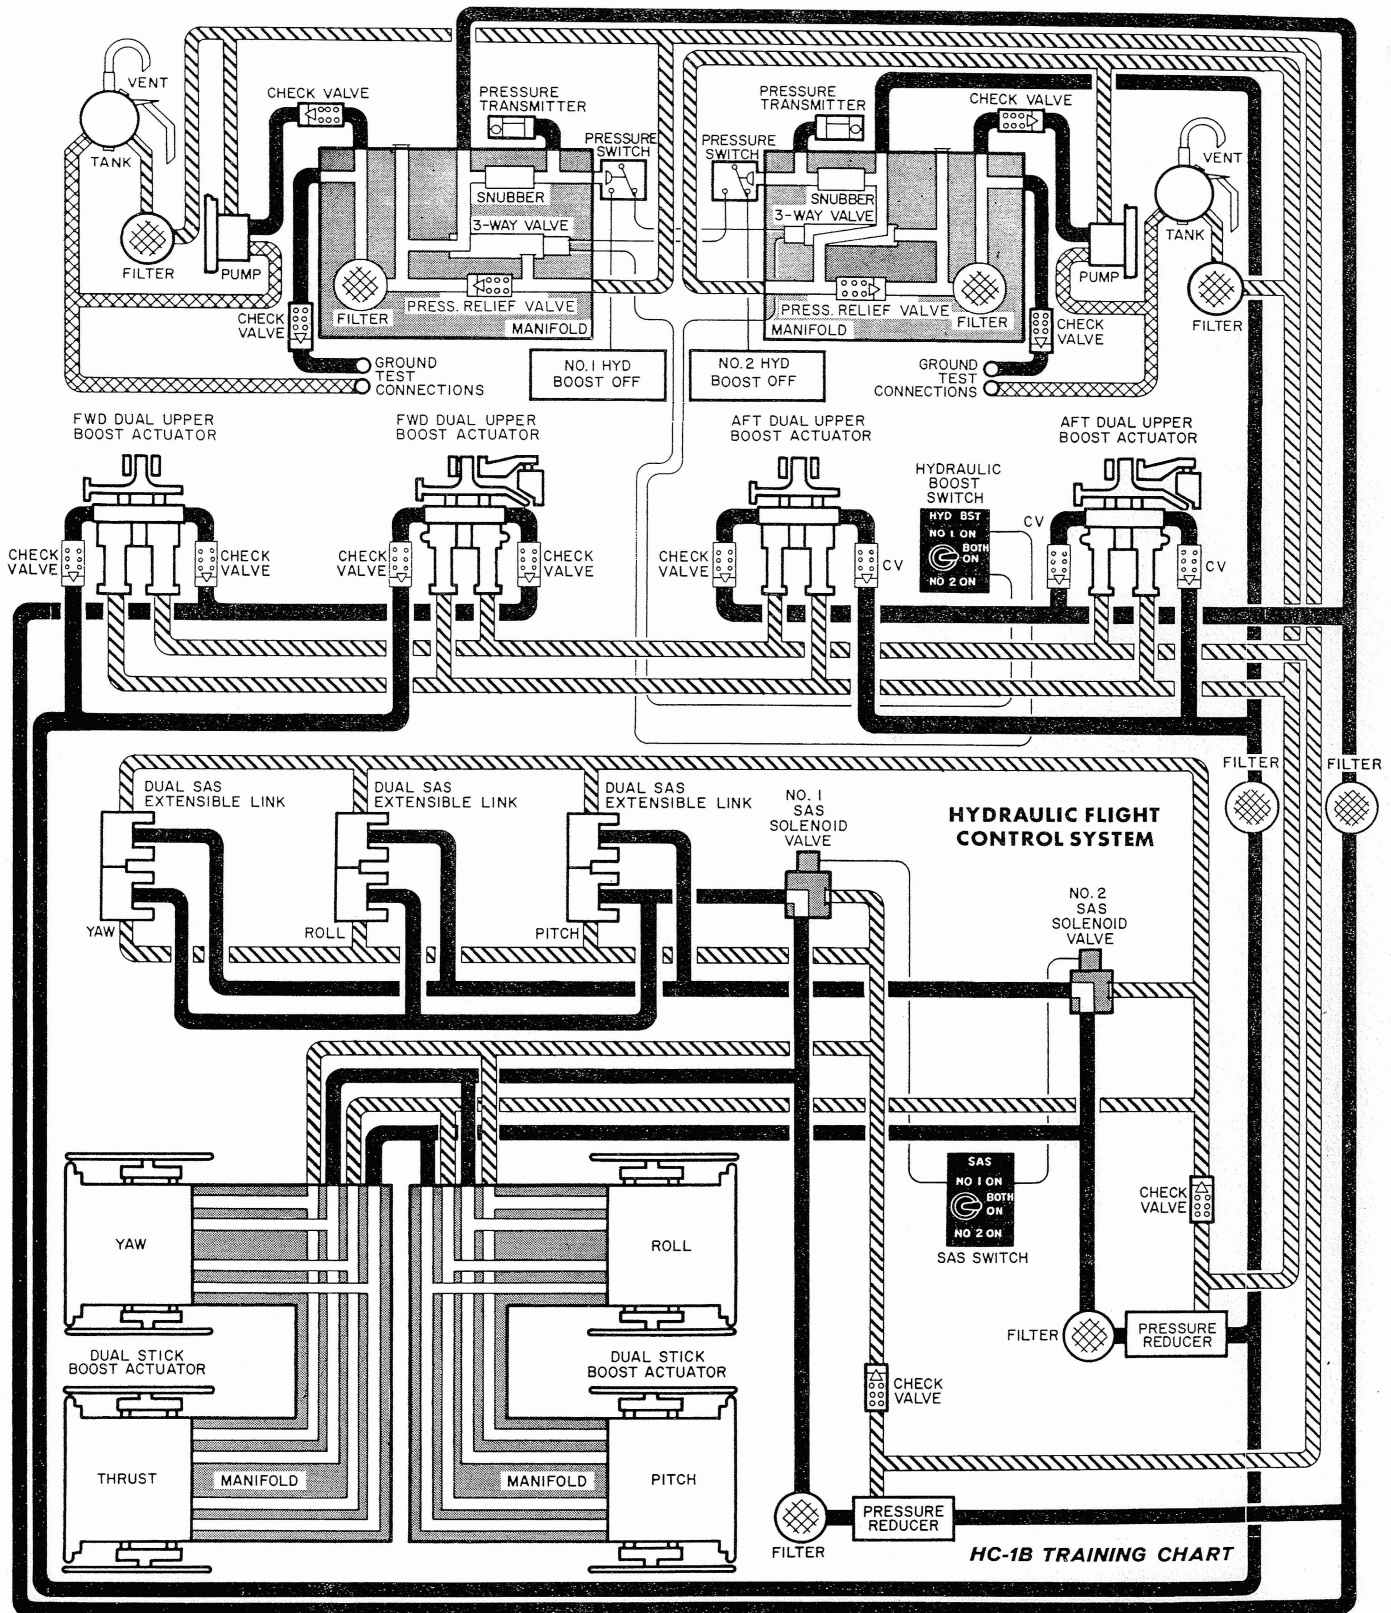 VENT
TANK
FILTER
PUMP
CHECK VALVE
PRESSURE
TRANSMITTER
PRESSURE
SWITCH
SNUBBER
3-WAY VALVE
FILTER
PRESS. RELIEF VALVE
MANIFOLD
CHECK
VALVE
GROUND
TEST
CONNECTIONS
NO. 1 HYD
BOOST OFF
PRESSURE
TRANSMITTER
PRESSURE
SWITCH
CHECK VALVE
SNUBBER
3-WAY VALVE
PRESS. RELIEF VALVE
FILTER
MANIFOLD
NO. 2 HYD
BOOST OFF
VENT
TANK
PUMP
FILTER
CHECK
VALVE
GROUND
TEST
CONNECTIONS
FWD DUAL UPPER
BOOST ACTUATOR
FWD DUAL UPPER
BOOST ACTUATOR
AFT DUAL UPPER
BOOST ACTUATOR
AFT DUAL UPPER
BOOST ACTUATOR
HYDRAULIC
BOOST
SWITCH
HYD BST
NO 1 ON
BOTH
ON
NO 2 ON
CHECK
VALVE
CHECK
VALVE
CHECK
VALVE
CHECK
VALVE
CHECK
VALVE
CV
CV
CV
FILTER
FILTER
DUAL SAS
EXTENSIBLE LINK
DUAL SAS
EXTENSIBLE LINK
DUAL SAS
EXTENSIBLE LINK
YAW
ROLL
PITCH
NO. 1
SAS
SOLENOID
VALVE
HYDRAULIC FLIGHT
CONTROL SYSTEM
NO. 2
SAS
SOLENOID
VALVE
SAS
NO 1 ON
BOTH
ON
NO 2 ON
SAS SWITCH
CHECK
VALVE
YAW
ROLL
DUAL STICK
BOOST ACTUATOR
DUAL STICK
BOOST ACTUATOR
THRUST
MANIFOLD
MANIFOLD
PITCH
FILTER
PRESSURE
REDUCER
CHECK
VALVE
PRESSURE
REDUCER
FILTER
HC-1B TRAINING CHART